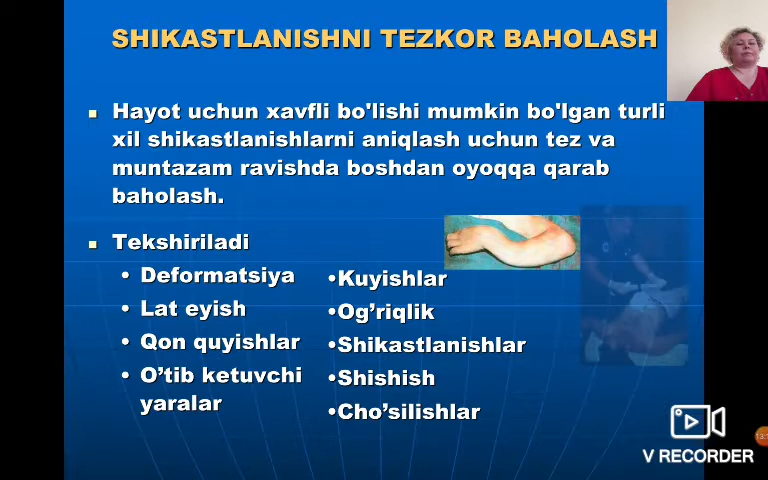 SHIKASTLANISHNI TEZKOR BAHOLASH
Hayot uchun xavfli bo'lishi mumkin bo'lgan turli
xil shikastlanishlarni aniqlash uchun tez va
muntazam ravishda boshdan oyoqqa qarab
baholash.
Tekshiriladi
• Deformatsiya
• Lat eyish
• Qon quyishlar
• O’tib ketuvchi
yaralar
•Kuyishlar
•Og’riqlik
•Shikastlanishlar
•Shishish
•Cho’silishlar
V RECORDER